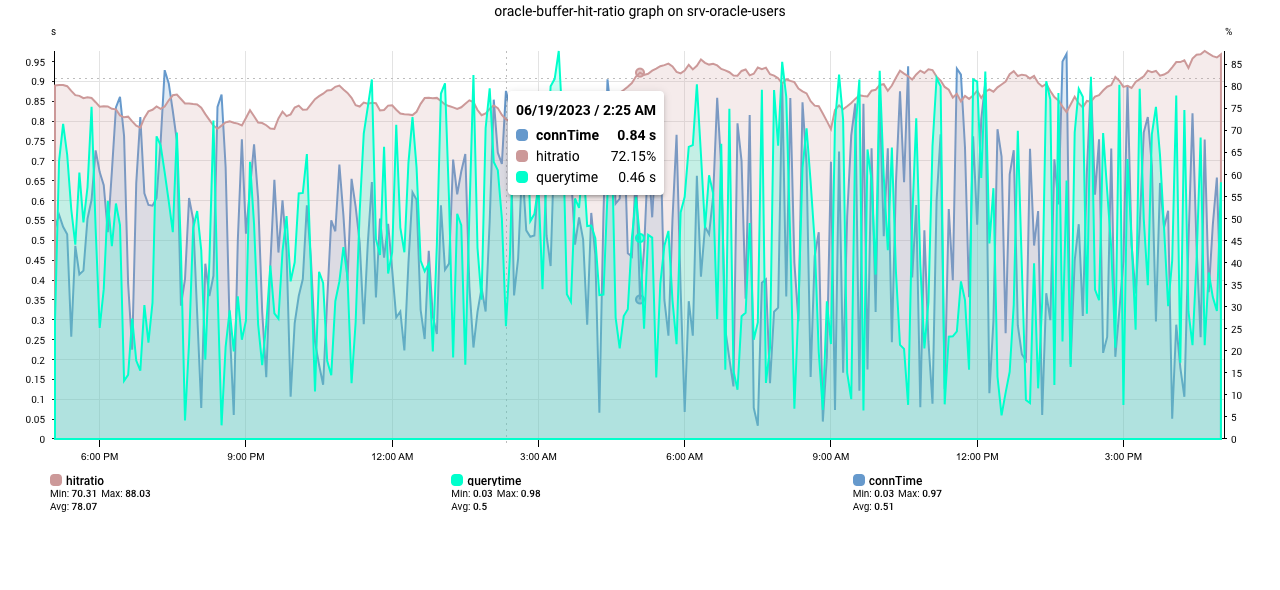 oracle-buffer-hit-ratio graph on srv-oracle-users
s
%
0.95
0.9
0.85
0.8
0.75
0.7
0.65
0.6
0.55
0.5
0.45
0.4
0.35
0.3
0.25
0.2
0.15
0.1
0.05
0
85
80
75
70
65
60
55
50
45
40
35
30
25
20
15
10
5
0
06/19/2023 / 2:25 AM
connTime 0.84 s
hitratio 72.15%
querytime 0.46 s
6:00 PM 9:00 PM 12:00 AM 3:00 AM 6:00 AM 9:00 AM 12:00 PM 3:00 PM
hitratio
Min: 70.31 Max: 88.03
Avg: 78.07
querytime
Min: 0.03 Max: 0.98
Avg: 0.5
connTime
Min: 0.03 Max: 0.97
Avg: 0.51